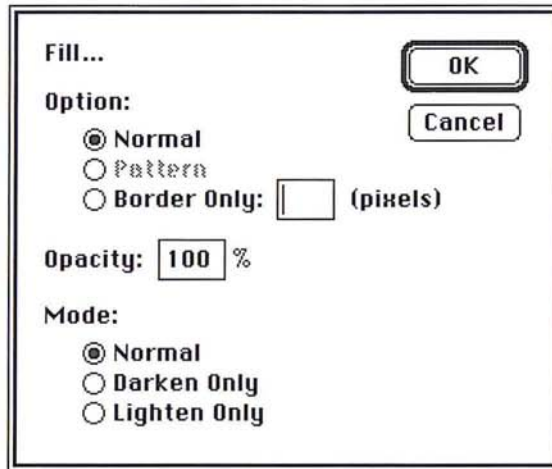 Fill...
OK
Option:
Cancel
Normal
Pattern
Border Only: (pixels)
Opacity: 100 %
Mode:
Normal
Darken Only
Lighten Only